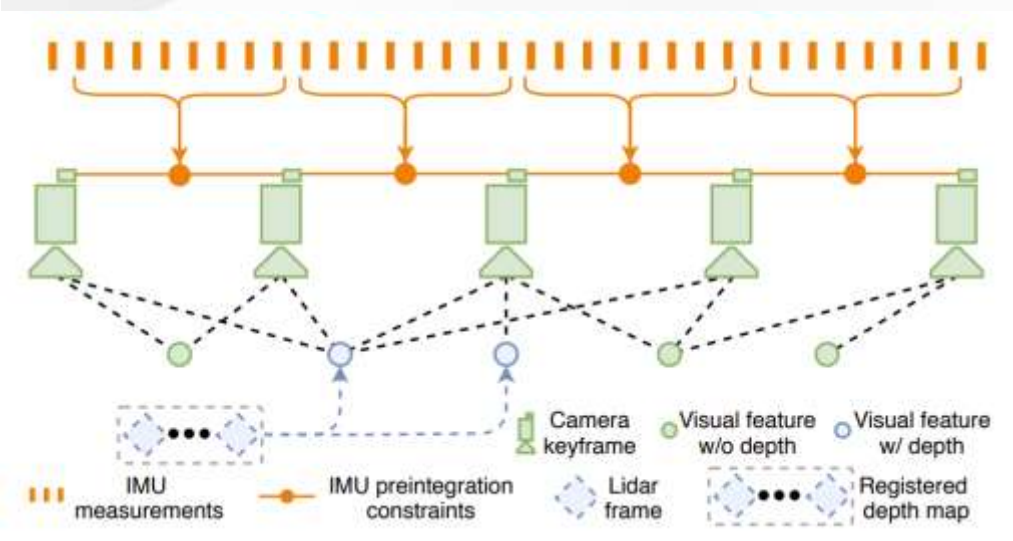 Camera
keyframe
Visual feature
w/o depth
Visual feature
w/ depth
IMU
measurements
IMU preintegration
constraints
Lidar
frame
Registered
depth map